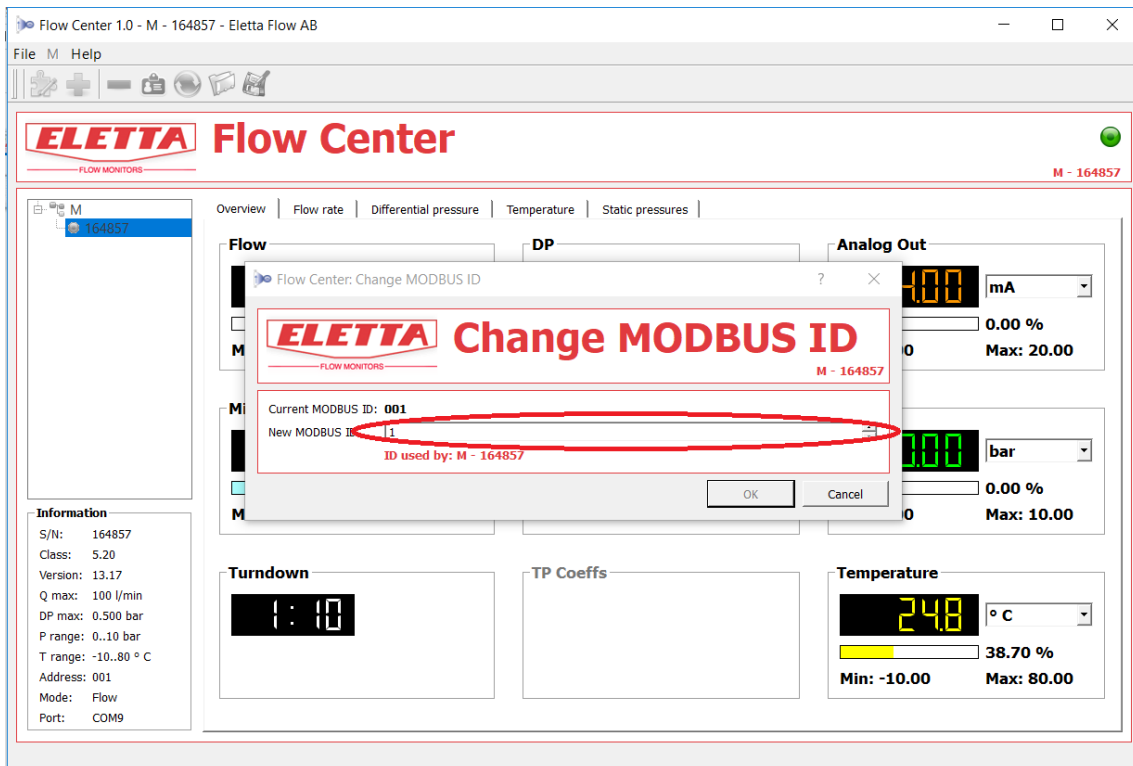 Flow Center 1.0 - M - 164857 - Eletta Flow AB
File M Help
ELETTA
FLOW MONITORS
Flow Center
M - 164857
M
164857
Overview Flow rate Differential pressure Temperature Static pressures
Flow
DP
Analog Out
mA
0.00 %
Max: 20.00
Flow Center: Change MODBUS ID ?
ELETTA
FLOW MONITORS
Change MODBUS ID
M - 164857
Current MODBUS ID: 001
New MODBUS
1
ID used by: M - 164857
OK Cancel
bar
0.00 %
Max: 10.00
Information
S/N: 164857
Class: 5.20
Version: 13.17
Q max: 100 l/min
DP max: 0.500 bar
P range: 0..10 bar
T range: -10..80 ° C
Address: 001
Mode: Flow
Port: COM9
Turndown
1:10
TP Coeffs
Temperature
24.8
° C
38.70 %
Min: -10.00 Max: 80.00